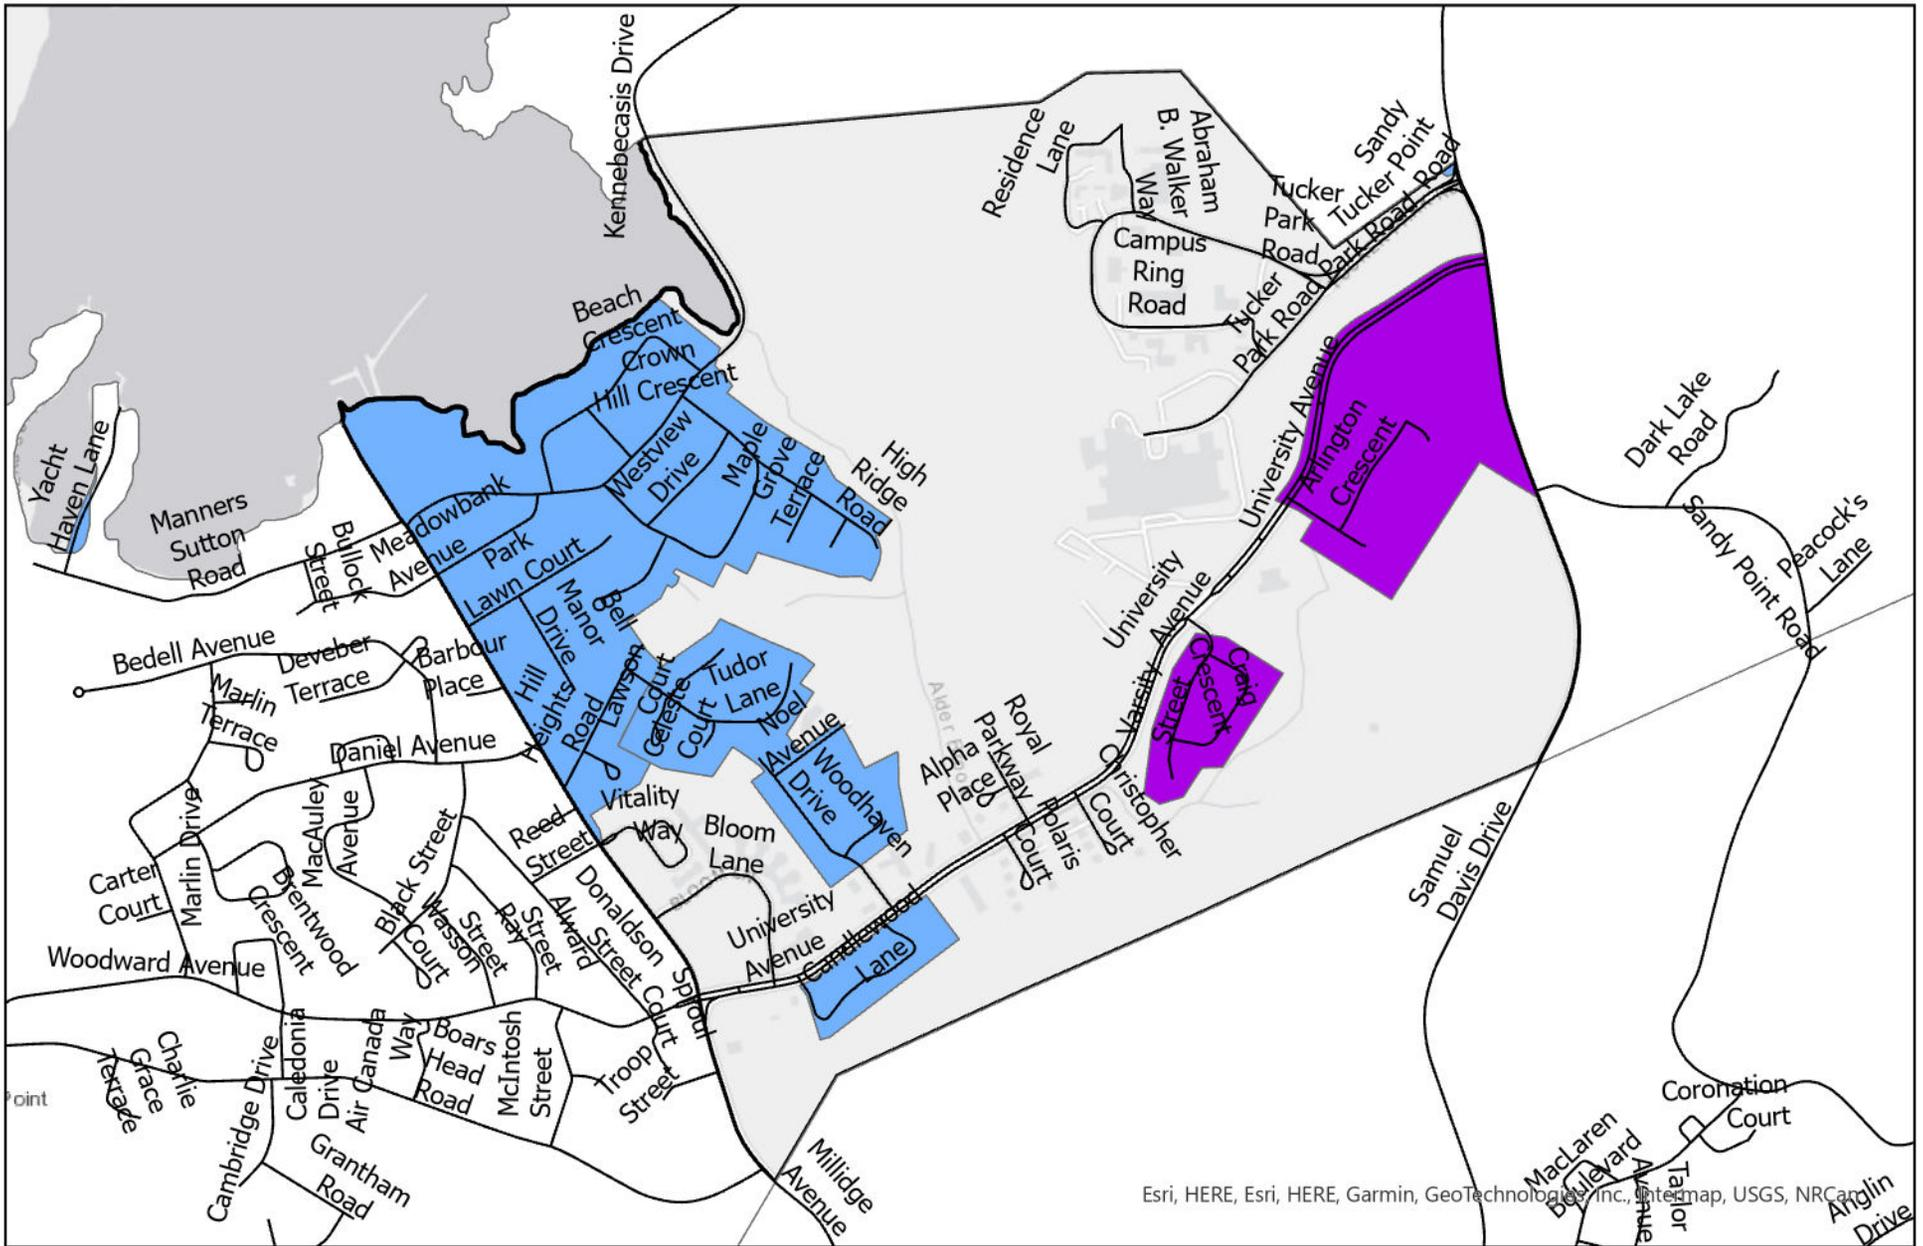 Kennebecasis Drive
Residence
Lane
Abraham
B. Walker
Way
Sandy
Tucker Point
Road
Tucker
Park
Road
Park Road
Campus
Ring
Road
Tucker
Park Road
Beach
Crescent
Crown
Hill Crescent
Westview
Drive
Maple
Grove
Terrace
High
Ridge
Road
University Avenue
Arlington
Crescent
Dark Lake
Road
Sandy Point Road
Peacock's
Lane
Yacht
Haven Lane
Manners
Sutton
Road
Bullock
Street
Meadowbank
Avenue
Park
Lawn Court
Manor
Drive
Bell
Hill
Heights
Road
Lawson
Court
Celeste
Court
Tudor
Lane
Noel
Avenue
Woodhaven
Drive
University
Avenue
Varsity
Street
Craig
Crescent
Bedell Avenue
Deveber
Terrace
Barbour
Place
Marlin
Terrace
Daniel Avenue
Royal
Parkway
Alpha
Place
Christopher
Court
Polaris
Court
Vitality
Way
Bloom
Lane
Reed
Street
Marlin Drive
MacAuley
Avenue
Black Street
Carter
Court
Brentwood
Crescent
Wasson
Court
Ray
Street
Alward
Street
Donaldson
Street
Court
Sproul
Court
University
Avenue
Candlewood
Lane
Woodward Avenue
Samuel
Davis Drive
Charlie
Grace
Terrace
Caledonia
Drive
Air Canada
Way
Boars
Head
Road
McIntosh
Street
Troop
Street
Point
Cambridge Drive
Grantham
Road
Millidge
Avenue
Coronation
Court
MacLaren
Boulevard
Taylor
Avenue
Anglin
Drive
Esri, HERE, Esri, HERE, Garmin, GeoTechnologies, Inc., Intermap, USGS, NRCan